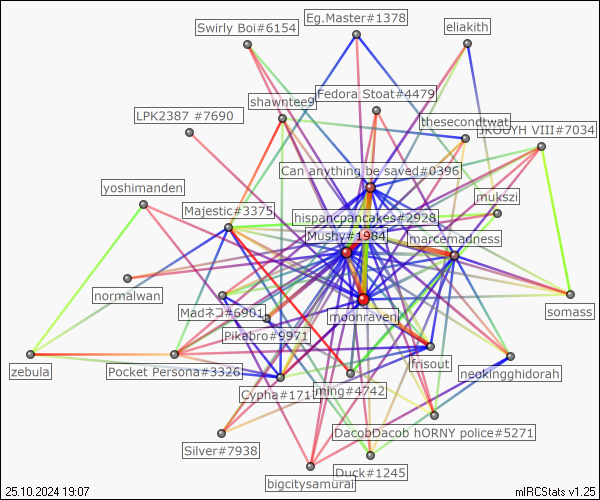 Eg.Master#1378
Swirly Boi#6154
eliakith
Fedora Stoat#4479
shawntee9
LPK2387 #7690
thesecondtwat
JKOUYH VIII#7034
Can anything be saved#0396
yoshimanden
mukszi
Majestic#3375
hispancpancakes#2928
Mushy#1984
marcemadness
normalwan
Madネコ#6901
moonraven
somass
Pikabro#9971
frisout
zebula
Pocket Persona#3326
neokingghidorah
Cypha#171
ming#4742
DacobDacob hORNY police#5271
Silver#7938
Duck#1245
bigcitysamurai
25.10.2024 19:07
mIRCStats v1.25